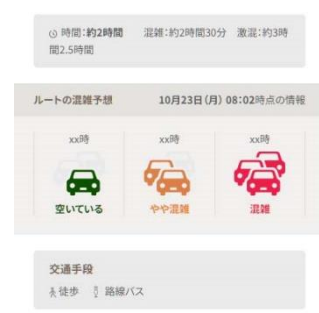 時間:約2時間 混雑:約2時間30分 激混:約3時
間2.5時間
ルートの混雑予想 10月23日(月) 08:02時点の情報
xx時 xx時 xx時
空いている やや混雑 混雑
交通手段
徒歩 路線バス